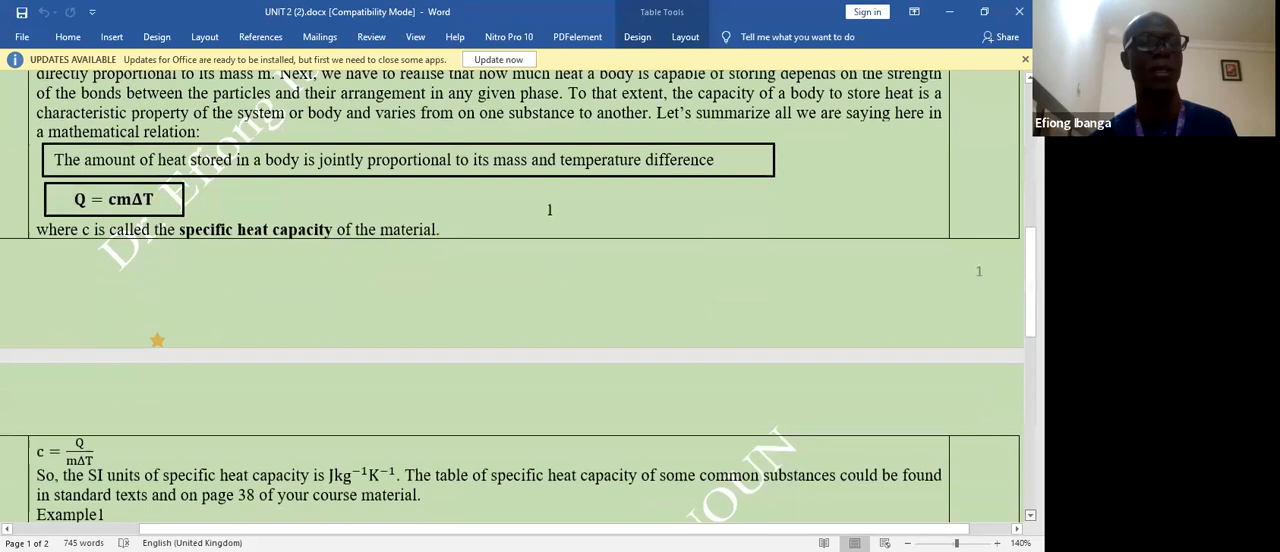 UNIT 2 (2).docx [Compatibility Mode] - Word
Table Tools
Sign in
File Home Insert Design Layout References Mailings Review View Help Nitro Pro 10 PDFelement Design Layout Tell me what you want to do Share
UPDATES AVAILABLE Updates for Office are ready to be installed, but first we need to close some apps. Update now
directly proportional to its mass m. Next, we have to realise that how much heat a body is capable of storing depends on the strength
of the bonds between the particles and their arrangement in any given phase. To that extent, the capacity of a body to store heat is a
characteristic property of the system or body and varies from on one substance to another. Let's summarize all we are saying here in
a mathematical relation:
The amount of heat stored in a body is jointly proportional to its mass and temperature difference
Q = cmΔT
1
where c is called the specific heat capacity of the material.
Dr. Efiong
1
c = Q/mΔT
So, the SI units of specific heat capacity is Jkg⁻¹K⁻¹. The table of specific heat capacity of some common substances could be found
in standard texts and on page 38 of your course material.
Example1
NOUN
Page 1 of 2 745 words English (United Kingdom) 140%
Efiong Ibanga